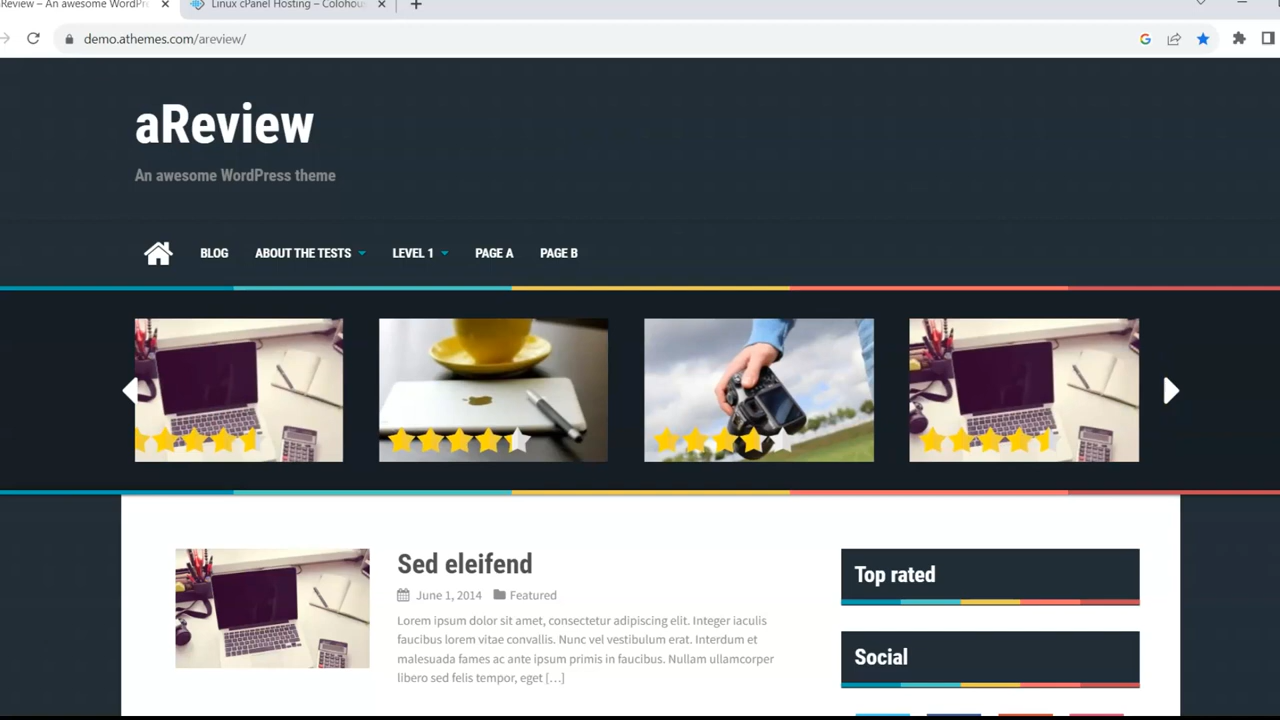 Review – An awesome WordPr
Linux cPanel Hosting – Colohous
demo.athemes.com/areview/
aReview
An awesome WordPress theme
BLOG ABOUT THE TESTS LEVEL 1 PAGE A PAGE B
Sed eleifend
June 1, 2014 Featured
Lorem ipsum dolor sit amet, consectetur adipiscing elit. Integer iaculis
faucibus lorem vitae convallis. Nunc vel vestibulum erat. Interdum et
malesuada fames ac ante ipsum primis in faucibus. Nullam ullamcorper
libero sed felis tempor, eget […]
Top rated
Social